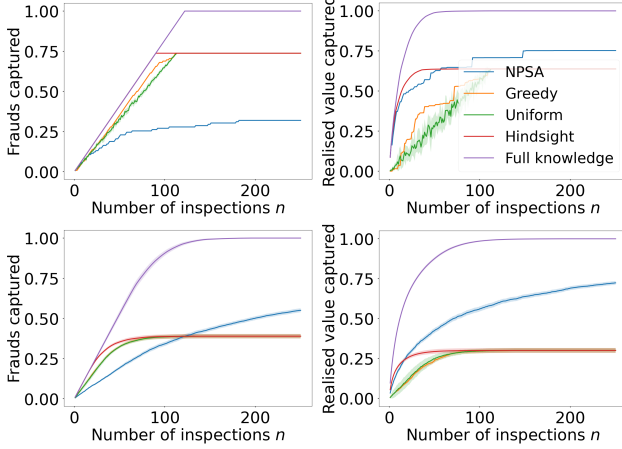 Frauds captured
1.00
0.75
0.50
0.25
0.00
0
100
200
Number of inspections n
Realised value captured
1.00
0.75
0.50
0.25
0.00
NPSA
Greedy
Uniform
Hindsight
Full knowledge
0
100
200
Number of inspections n
Frauds captured
1.00
0.75
0.50
0.25
0.00
0
100
200
Number of inspections n
Realised value captured
1.00
0.75
0.50
0.25
0.00
0
100
200
Number of inspections n